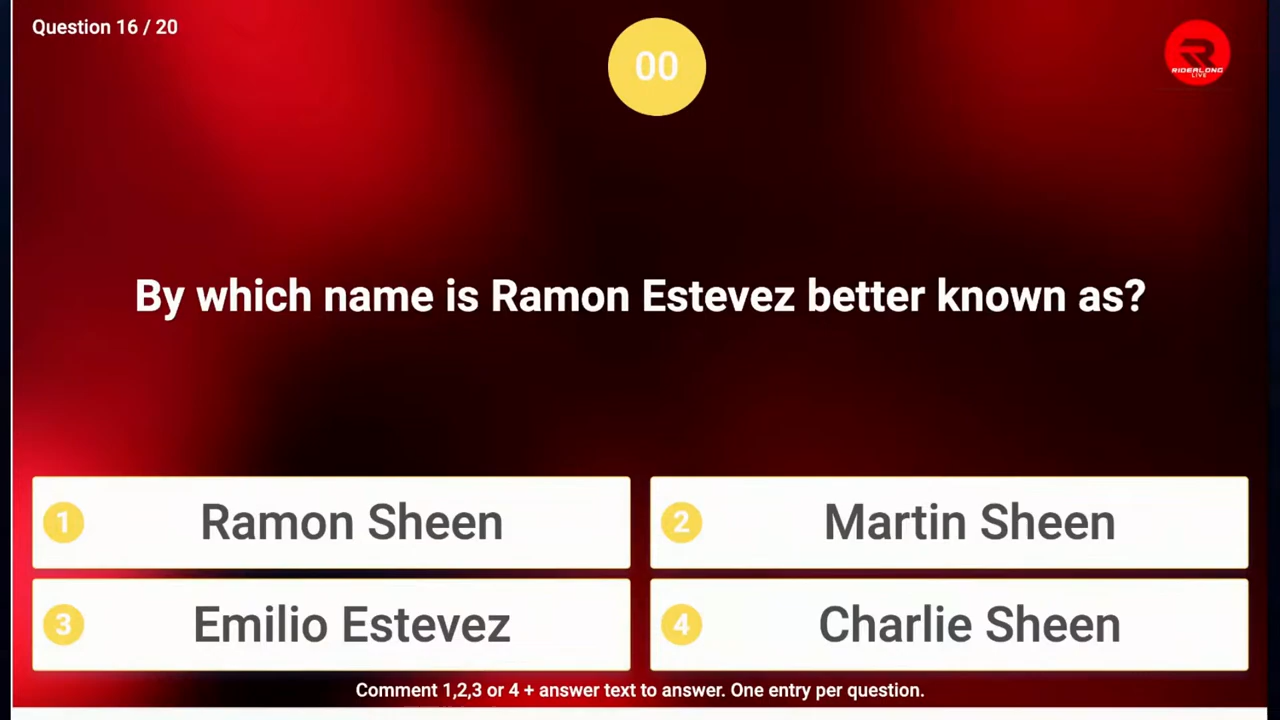 Question 16 / 20
00
RIDEALONG
LIVE
By which name is Ramon Estevez better known as?
1 Ramon Sheen
2 Martin Sheen
3 Emilio Estevez
4 Charlie Sheen
Comment 1,2,3 or 4 + answer text to answer. One entry per question.